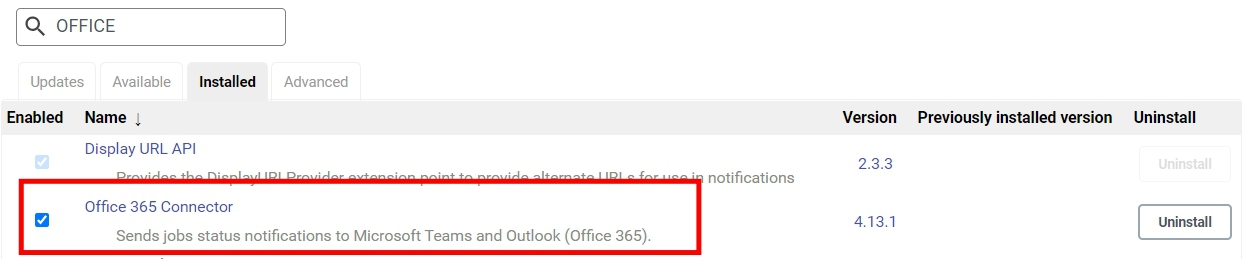 OFFICE
Updates Available Installed Advanced
Enabled Name ↓ Version Previously installed version Uninstall
Display URL API
Provides the DisplayURLProvider extension point to provide alternate URLs for use in notifications
2.3.3 Uninstall
Office 365 Connector
Sends jobs status notifications to Microsoft Teams and Outlook (Office 365).
4.13.1 Uninstall